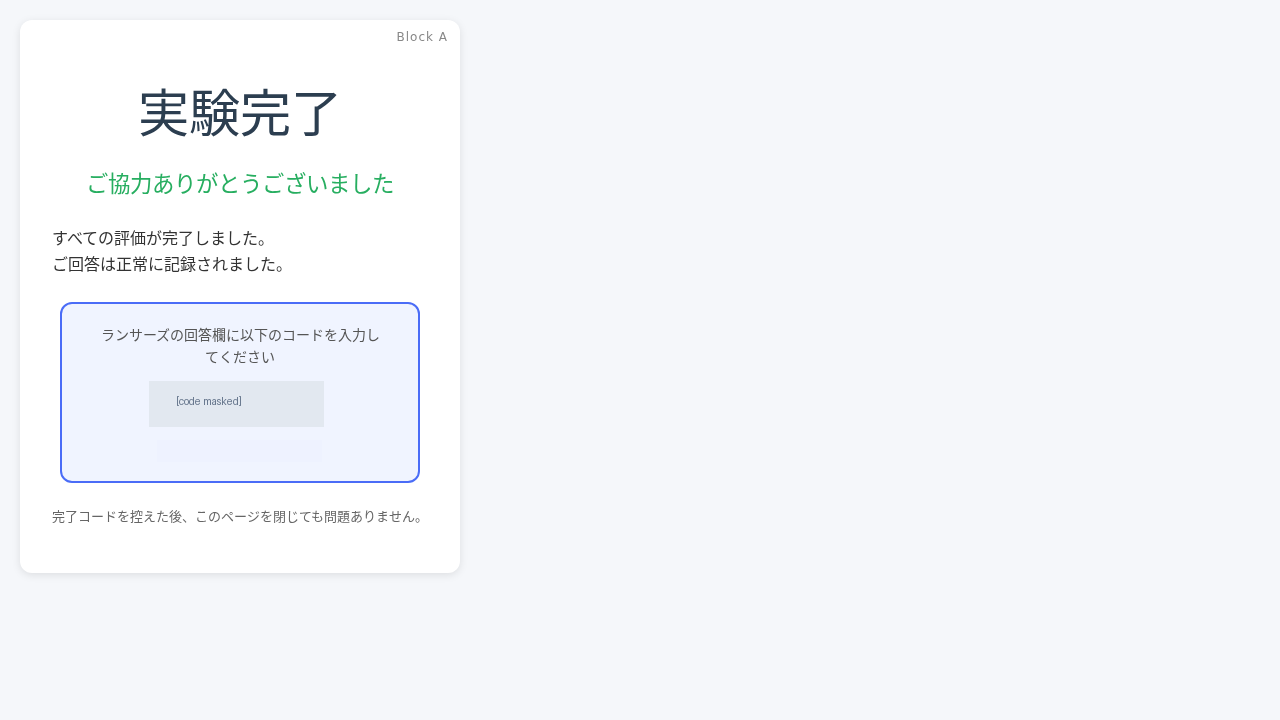 Block A
実験完了
ご協力ありがとうございました
すべての評価が完了しました。
ご回答は正常に記録されました。
ランサーズの回答欄に以下のコードを入力し
てください
[code masked]
完了コードを控えた後、このページを閉じても問題ありません。